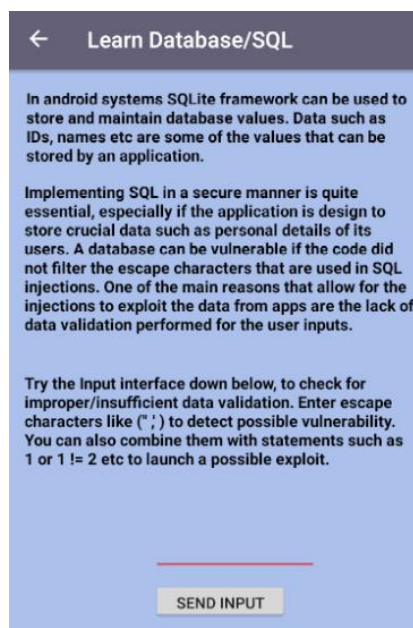 Learn Database/SQL
In android systems SQLite framework can be used to
store and maintain database values. Data such as
IDs, names etc are some of the values that can be
stored by an application.
Implementing SQL in a secure manner is quite
essential, especially if the application is design to
store crucial data such as personal details of its
users. A database can be vulnerable if the code did
not filter the escape characters that are used in SQL
injections. One of the main reasons that allow for the
injections to exploit the data from apps are the lack of
data validation performed for the user inputs.
Try the Input interface down below, to check for
improper/insufficient data validation. Enter escape
characters like (" ; ) to detect possible vulnerability.
You can also combine them with statements such as
1 or 1 != 2 etc to launch a possible exploit.
SEND INPUT